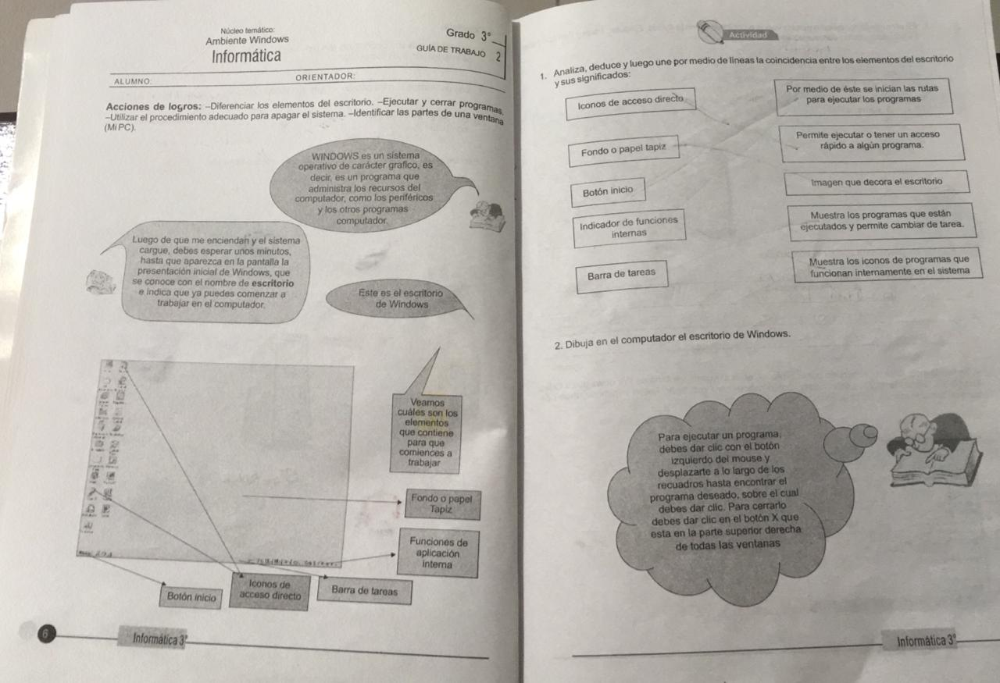 Núcleo temático:
Ambiente Windows
Informática
Grado 3°
GUÍA DE TRABAJO 2
ALUMNO:
ORIENTADOR:
Acciones de logros: –Diferenciar los elementos del escritorio. –Ejecutar y cerrar programas.
–Utilizar el procedimiento adecuado para apagar el sistema. –Identificar las partes de una ventana
(Mi PC).
WINDOWS es un sistema
operativo de carácter grafico, es
decir, es un programa que
administra los recursos del
computador, como los periféricos
y los otros programas
computador.
Luego de que me enciendan y el sistema
cargue, debes esperar unos minutos,
hasta que aparezca en la pantalla la
presentación inicial de Windows, que
se conoce con el nombre de escritorio
e indica que ya puedes comenzar a
trabajar en el computador.
Este es el escritorio
de Windows
Veamos
cuáles son los
elementos
que contiene
para que
comiences a
trabajar
Fondo o papel
Tapiz
Funciones de
aplicación
interna
Botón inicio
Iconos de
acceso directo
Barra de tareas
6
Informática 3°
Actividad
1. Analiza, deduce y luego une por medio de líneas la coincidencia entre los elementos del escritorio
y sus significados:
Iconos de acceso directo
Por medio de éste se inician las rutas
para ejecutar los programas
Fondo o papel tapiz
Permite ejecutar o tener un acceso
rápido a algún programa.
Botón inicio
Imagen que decora el escritorio
Indicador de funciones
internas
Muestra los programas que están
ejecutados y permite cambiar de tarea.
Barra de tareas
Muestra los iconos de programas que
funcionan internamente en el sistema
2. Dibuja en el computador el escritorio de Windows.
Para ejecutar un programa,
debes dar clic con el botón
izquierdo del mouse y
desplazarte a lo largo de los
recuadros hasta encontrar el
programa deseado, sobre el cual
debes dar clic. Para cerrarlo
debes dar clic en el botón X que
esta en la parte superior derecha
de todas las ventanas
Informática 3°